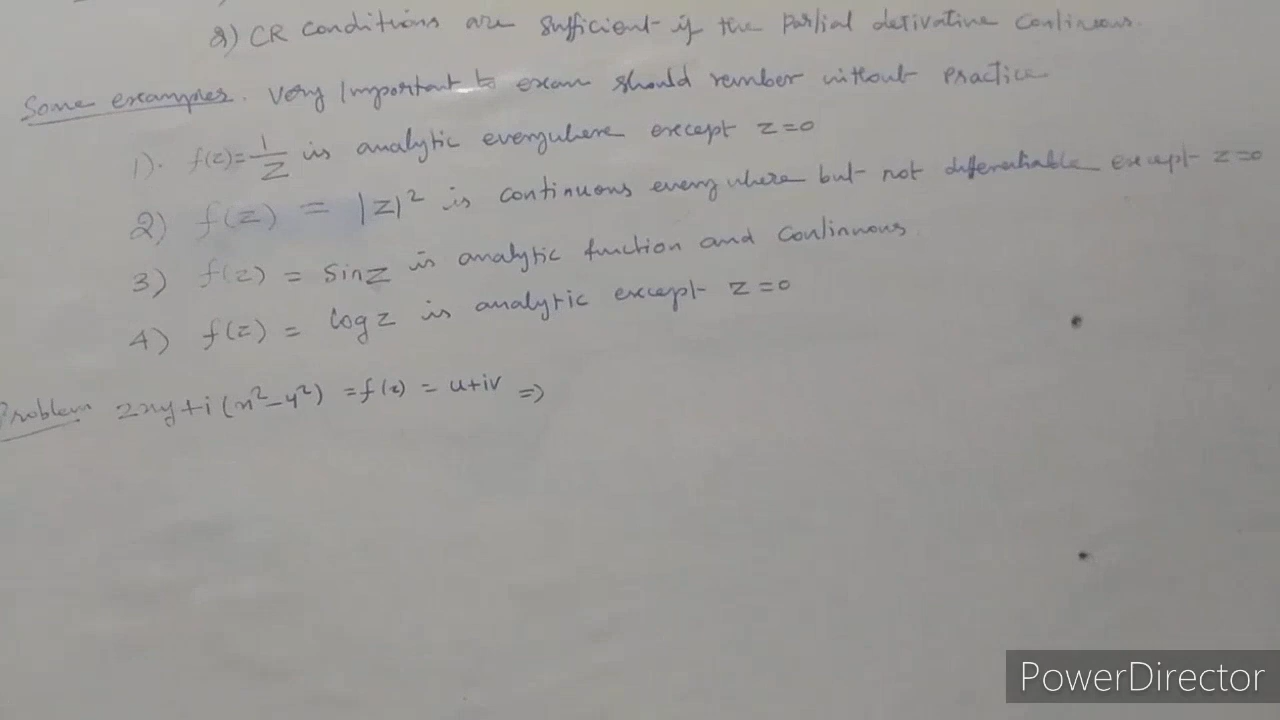 2) CR conditions are sufficient if the partial derivative continuous.
Some examples. Very Important to exam should rember without practice
1). f(z)=1/z is analytic everywhere except z=0
2) f(z) = |z|² is continuous everywhere but not differentiable except z=0
3) f(z) = sinz is analytic function and continuous
4) f(z) = log z is analytic except z=0
Problem 2xy+i(x²-y²) =f(z) = u+iv =>
PowerDirector